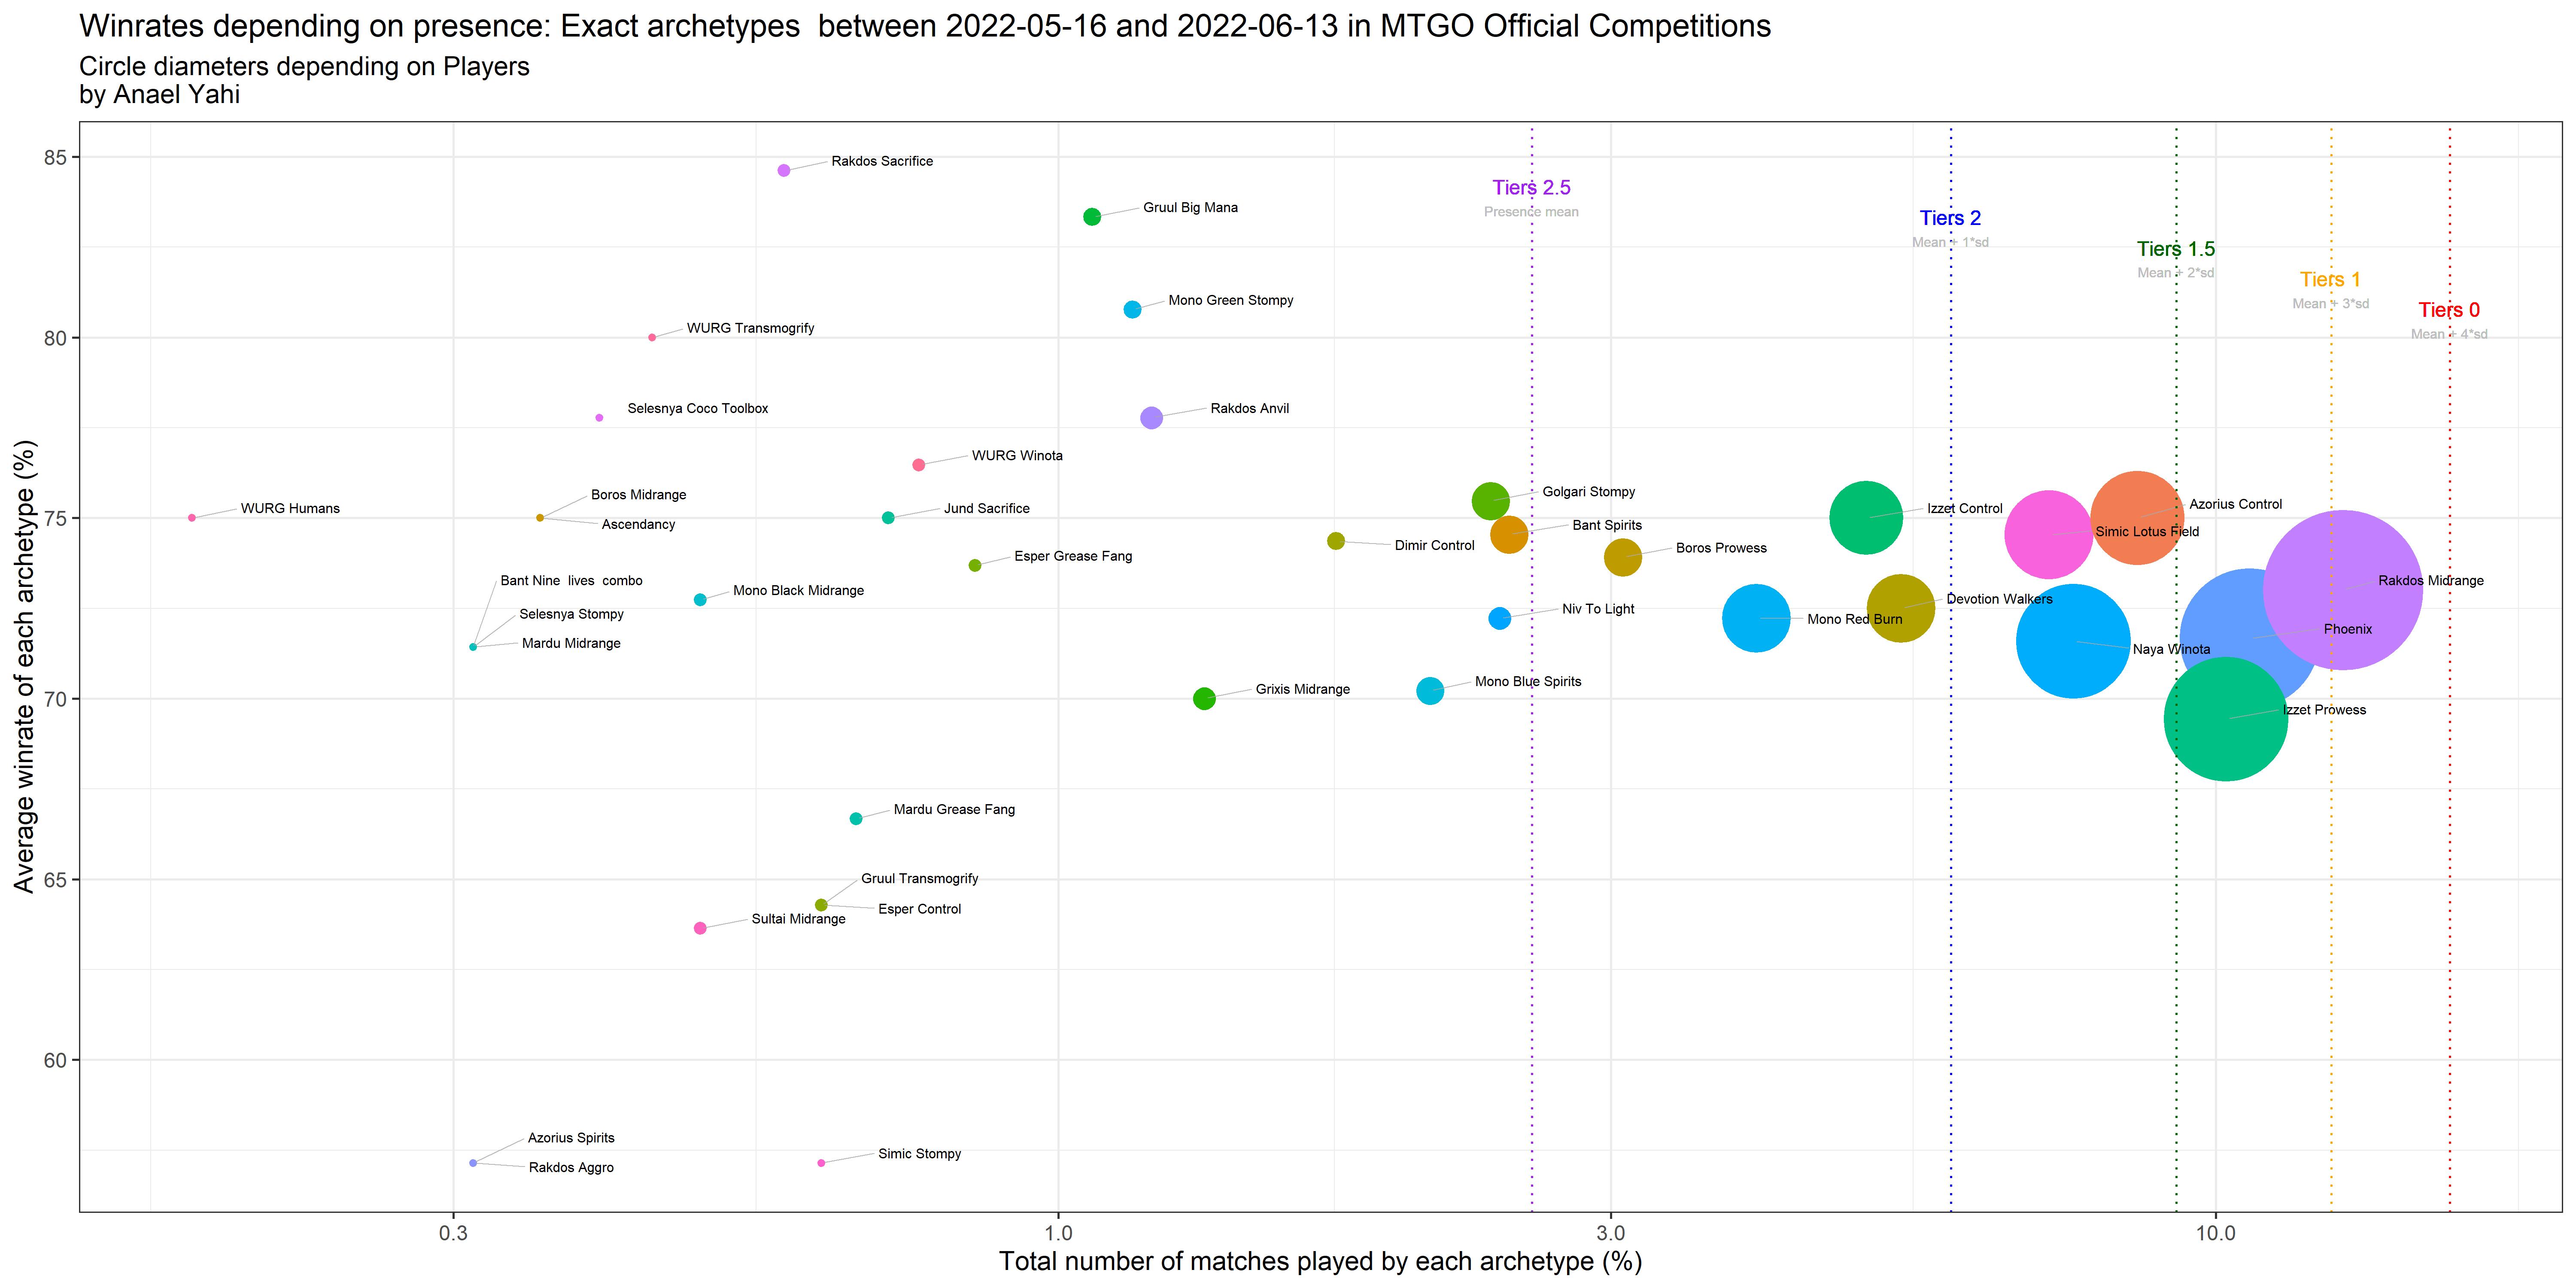 Winrates depending on presence: Exact archetypes  between 2022-05-16 and 2022-06-13 in MTGO Official Competitions
Circle diameters depending on Players
by Anael Yahi
Average winrate of each archetype (%)
85
80
75
70
65
60
Rakdos Sacrifice
Gruul Big Mana
Mono Green Stompy
WURG Transmogrify
Selesnya Coco Toolbox
Rakdos Anvil
WURG Winota
WURG Humans
Boros Midrange
Ascendancy
Jund Sacrifice
Esper Grease Fang
Dimir Control
Bant Nine  lives  combo
Selesnya Stompy
Mardu Midrange
Mono Black Midrange
Grixis Midrange
Mono Blue Spirits
Niv To Light
Golgari Stompy
Bant Spirits
Boros Prowess
Izzet Control
Devotion Walkers
Mono Red Burn
Simic Lotus Field
Azorius Control
Naya Winota
Rakdos Midrange
Phoenix
Izzet Prowess
Mardu Grease Fang
Gruul Transmogrify
Esper Control
Sultai Midrange
Azorius Spirits
Rakdos Aggro
Simic Stompy
Tiers 2.5
Presence mean
Tiers 2
Mean + 1*sd
Tiers 1.5
Mean + 2*sd
Tiers 1
Mean + 3*sd
Tiers 0
Mean + 4*sd
0.3
1.0
3.0
10.0
Total number of matches played by each archetype (%)